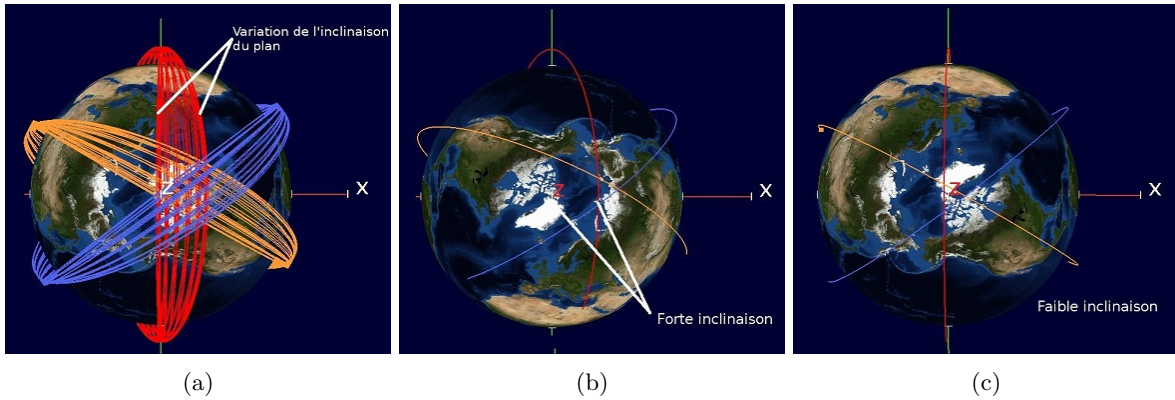 Variation de l'inclinaison
du plan
Z
X
Z
Forte inclinaison
Z
X
Faible inclinaison
(a)
(b)
(c)